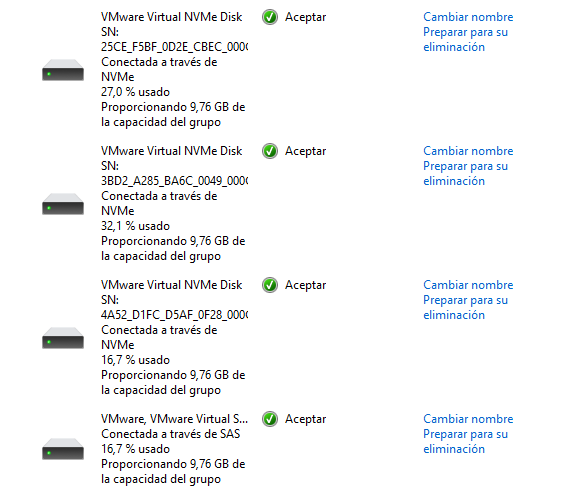 VMware Virtual NVMe Disk
Aceptar
Cambiar nombre
SN:
Preparar para su
25CE_F5BF_0D2E_CBEC_000
eliminación
Conectada a través de
NVMe
27,0 % usado
Proporcionando 9,76 GB de
la capacidad del grupo
VMware Virtual NVMe Disk
Aceptar
Cambiar nombre
SN:
Preparar para su
3BD2_A285_BA6C_0049_000
eliminación
Conectada a través de
NVMe
32,1 % usado
Proporcionando 9,76 GB de
la capacidad del grupo
VMware Virtual NVMe Disk
Aceptar
Cambiar nombre
SN:
Preparar para su
4A52_D1FC_D5AF_0F28_000
eliminación
Conectada a través de
NVMe
16,7 % usado
Proporcionando 9,76 GB de
la capacidad del grupo
VMware, VMware Virtual S...
Aceptar
Cambiar nombre
Conectada a través de SAS
Preparar para su
16,7 % usado
eliminación
Proporcionando 9,76 GB de
la capacidad del grupo